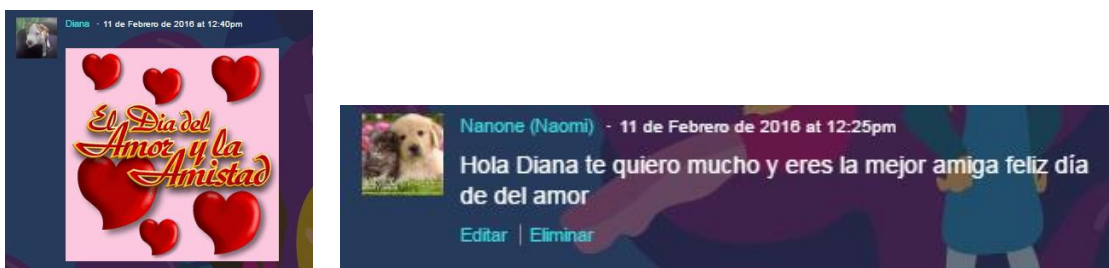 Diana · 11 de Febrero de 2016 at 12:40pm
El Dia del
Amor y la
Amistad
Nanone (Naomi) · 11 de Febrero de 2016 at 12:25pm
Hola Diana te quiero mucho y eres la mejor amiga feliz día
de del amor
Editar | Eliminar